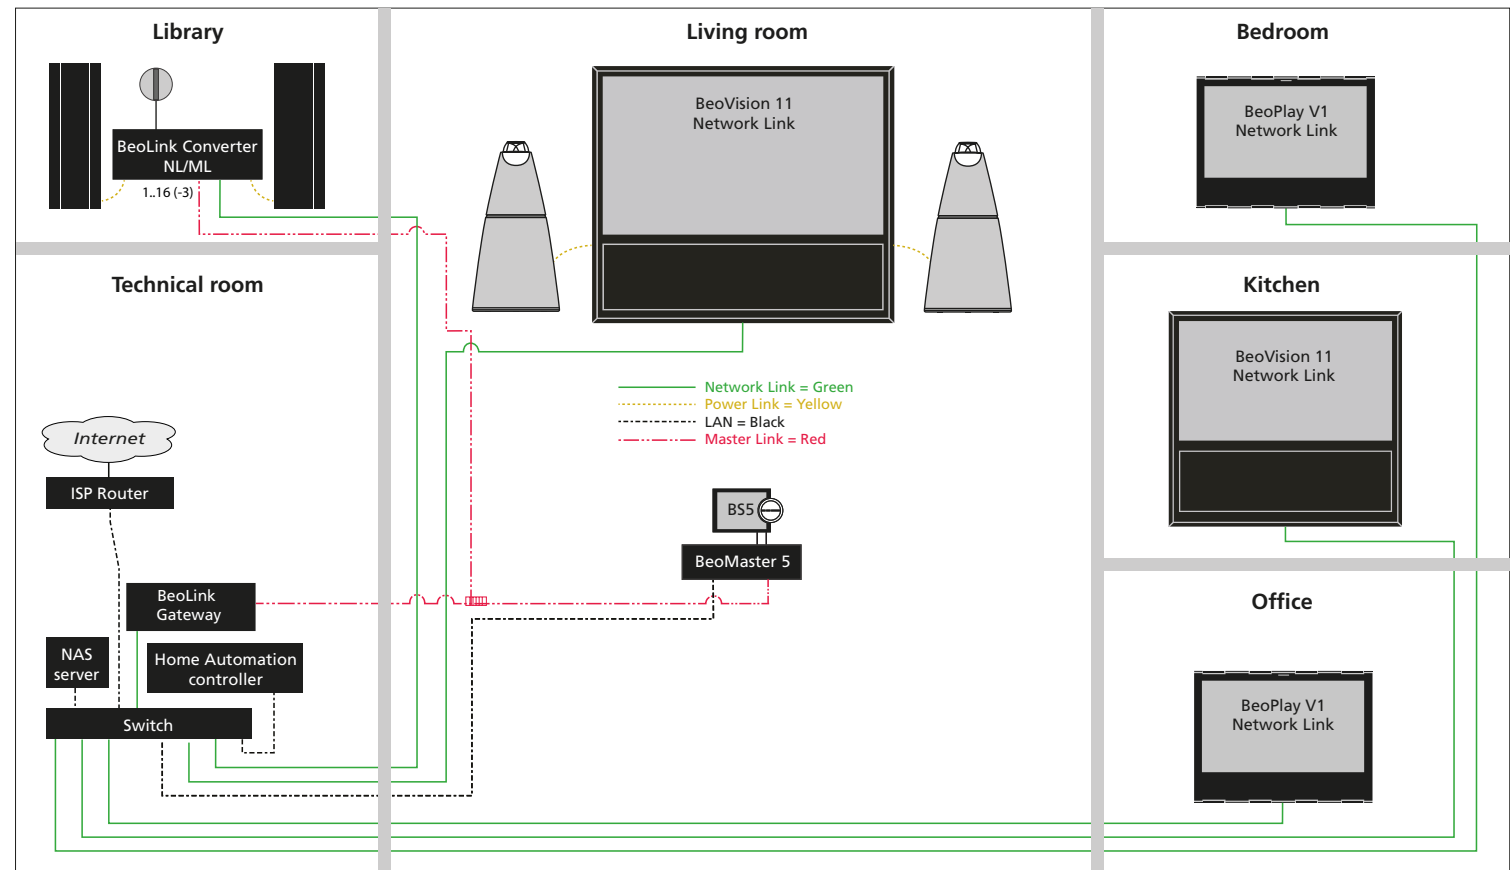 Library
BeoLink Converter
NL/ML
1..16 (-3)
Living room
BeoVision 11
Network Link
Bedroom
BeoPlay V1
Network Link
Technical room
Internet
ISP Router
BeoLink
Gateway
NAS
server
Home Automation
controller
Switch
Network Link = Green
Power Link = Yellow
LAN = Black
Master Link = Red
BS5
BeoMaster 5
Kitchen
BeoVision 11
Network Link
Office
BeoPlay V1
Network Link